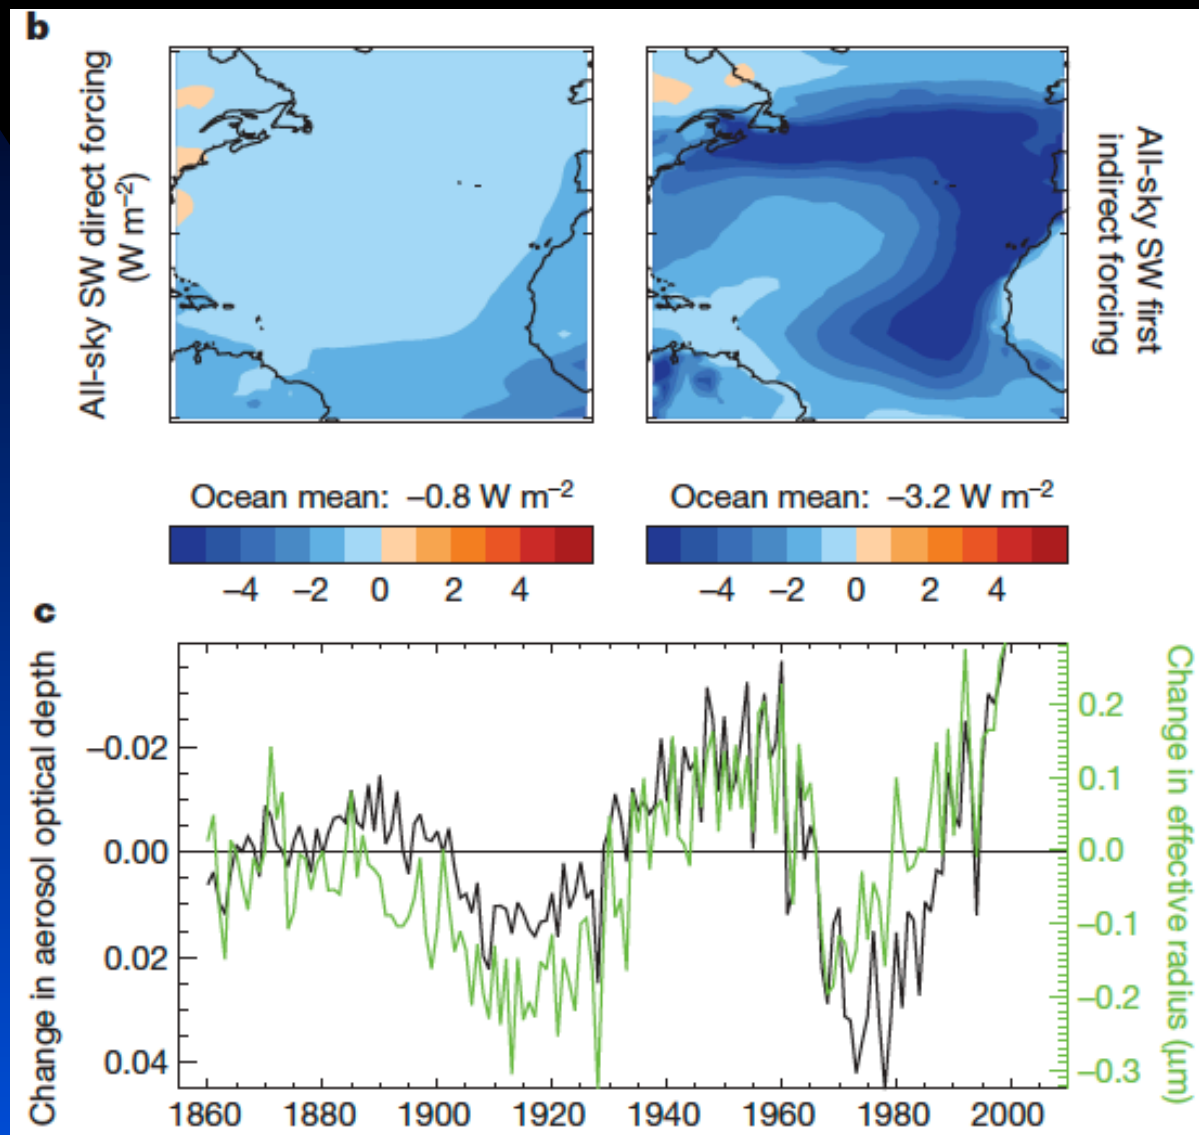 b
All-sky SW direct forcing
(W m⁻²)
All-sky SW first
indirect forcing
Ocean mean: –0.8 W m⁻²
Ocean mean: –3.2 W m⁻²
–4 –2 0 2 4
–4 –2 0 2 4
c
Change in aerosol optical depth
–0.02
0.00
0.02
0.04
Change in effective radius (μm)
0.2
0.1
0.0
–0.1
–0.2
–0.3
1860 1880 1900 1920 1940 1960 1980 2000